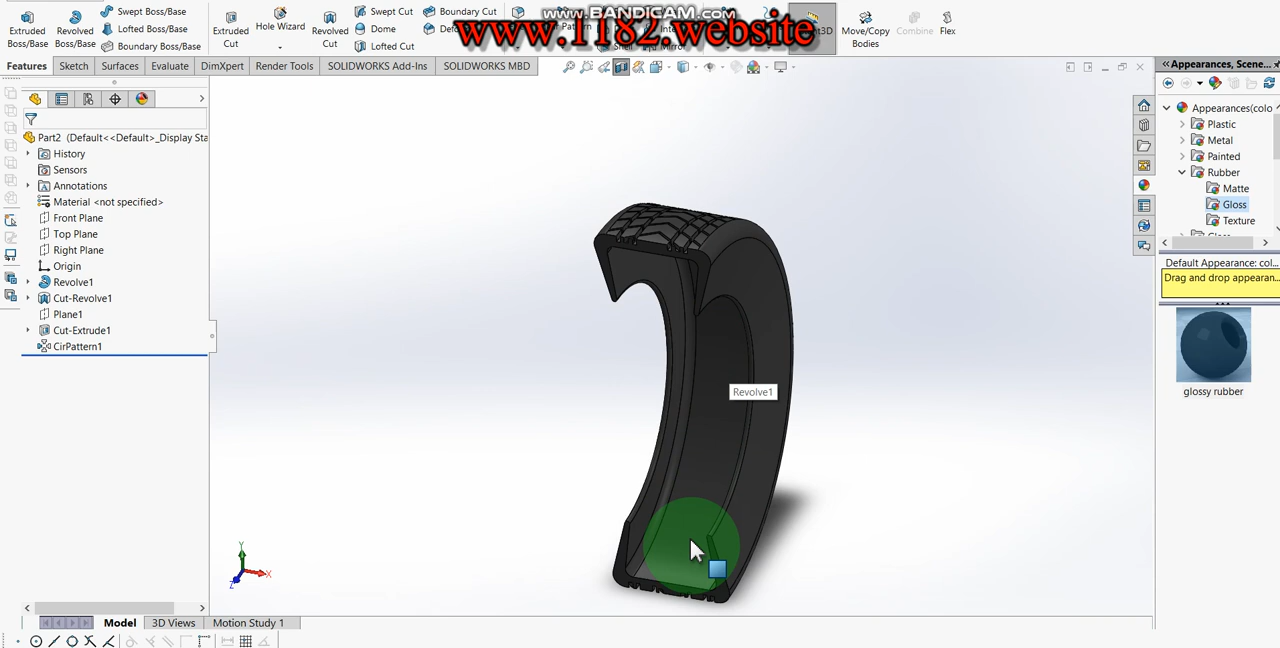 www.BANDICAM.com
www.1182.website
Extruded Boss/Base
Revolved Boss/Base
Swept Boss/Base
Lofted Boss/Base
Boundary Boss/Base
Extruded Cut
Hole Wizard
Revolved Cut
Swept Cut
Dome
Lofted Cut
Boundary Cut
Mirror
Move/Copy Bodies
Combine
Flex
Features
Sketch
Surfaces
Evaluate
DimXpert
Render Tools
SOLIDWORKS Add-Ins
SOLIDWORKS MBD
Part2 (Default<<Default>_Display Sta
History
Sensors
Annotations
Material <not specified>
Front Plane
Top Plane
Right Plane
Origin
Revolve1
Cut-Revolve1
Plane1
Cut-Extrude1
CirPattern1
Revolve1
Y
X
Z
Appearances, Scene...
Appearances(colo
Plastic
Metal
Painted
Rubber
Matte
Gloss
Texture
Default Appearance: col...
Drag and drop appearan...
glossy rubber
Model
3D Views
Motion Study 1